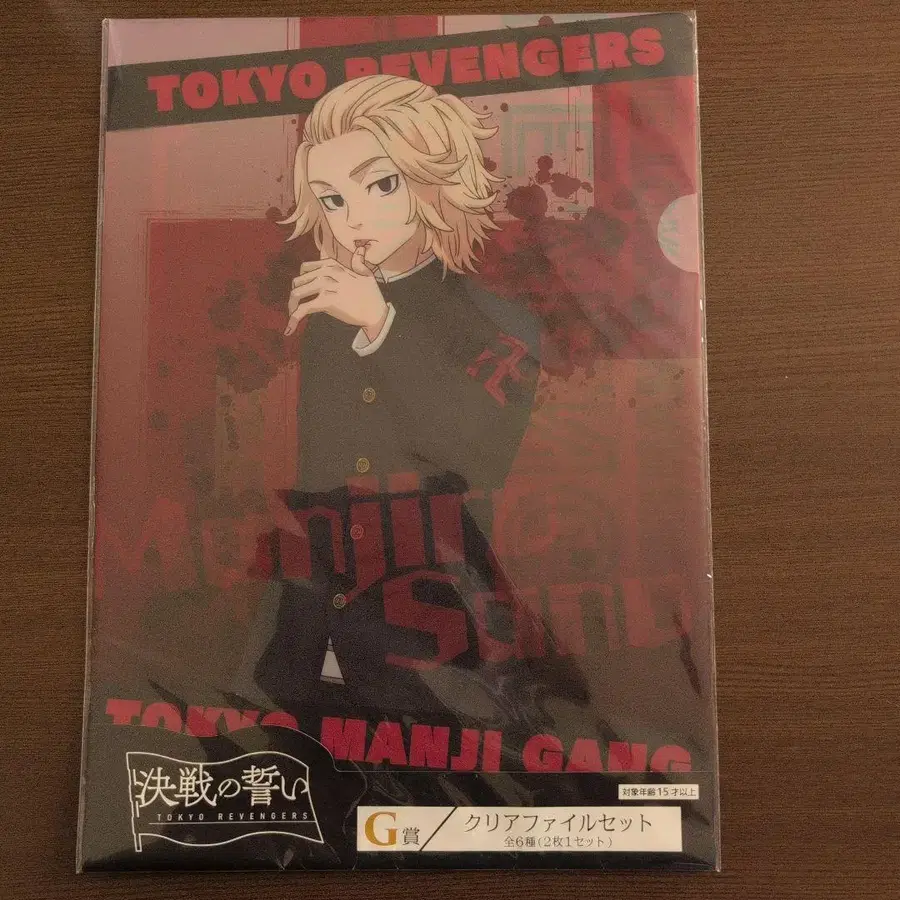 TOKYO REVENGERS
Manjiro
Sano
TOKYO MANJI GANG
決戦の誓い
TOKYO REVENGERS
対象年齢15才以上
G賞 クリアファイルセット
全6種(2枚1セット)